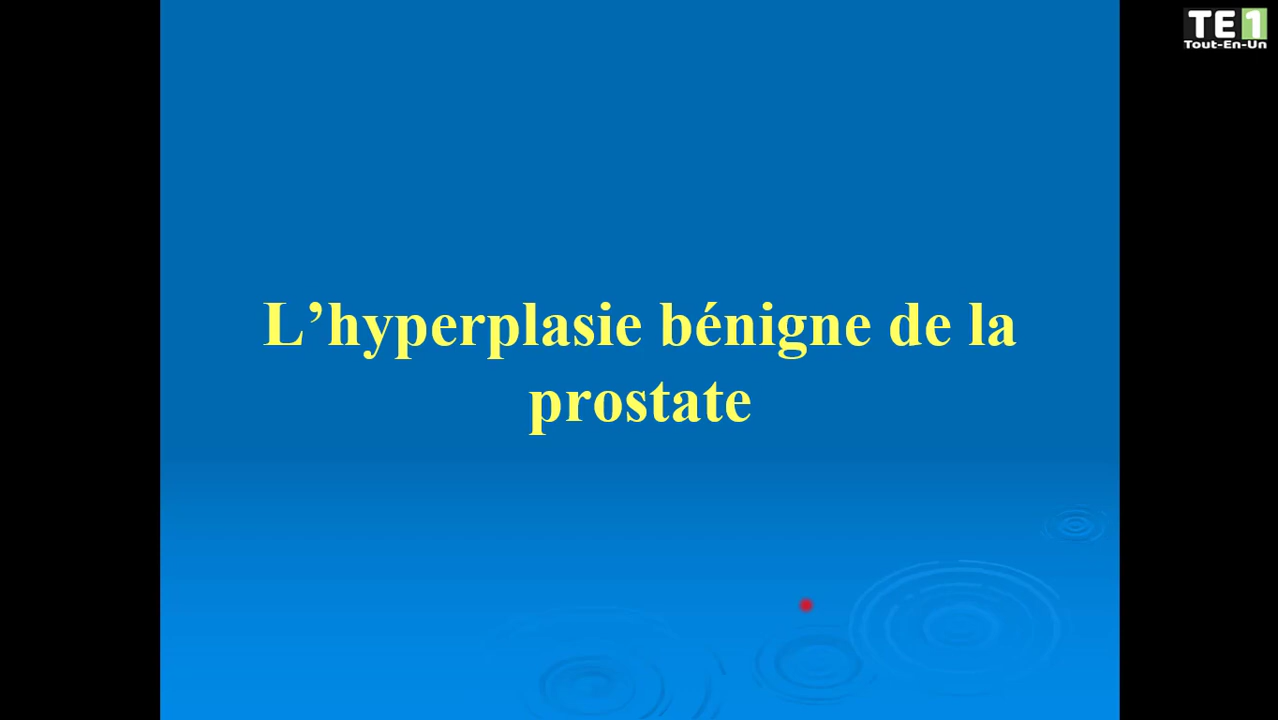 TE1
Tout-En-Un
L’hyperplasie bénigne de la
prostate